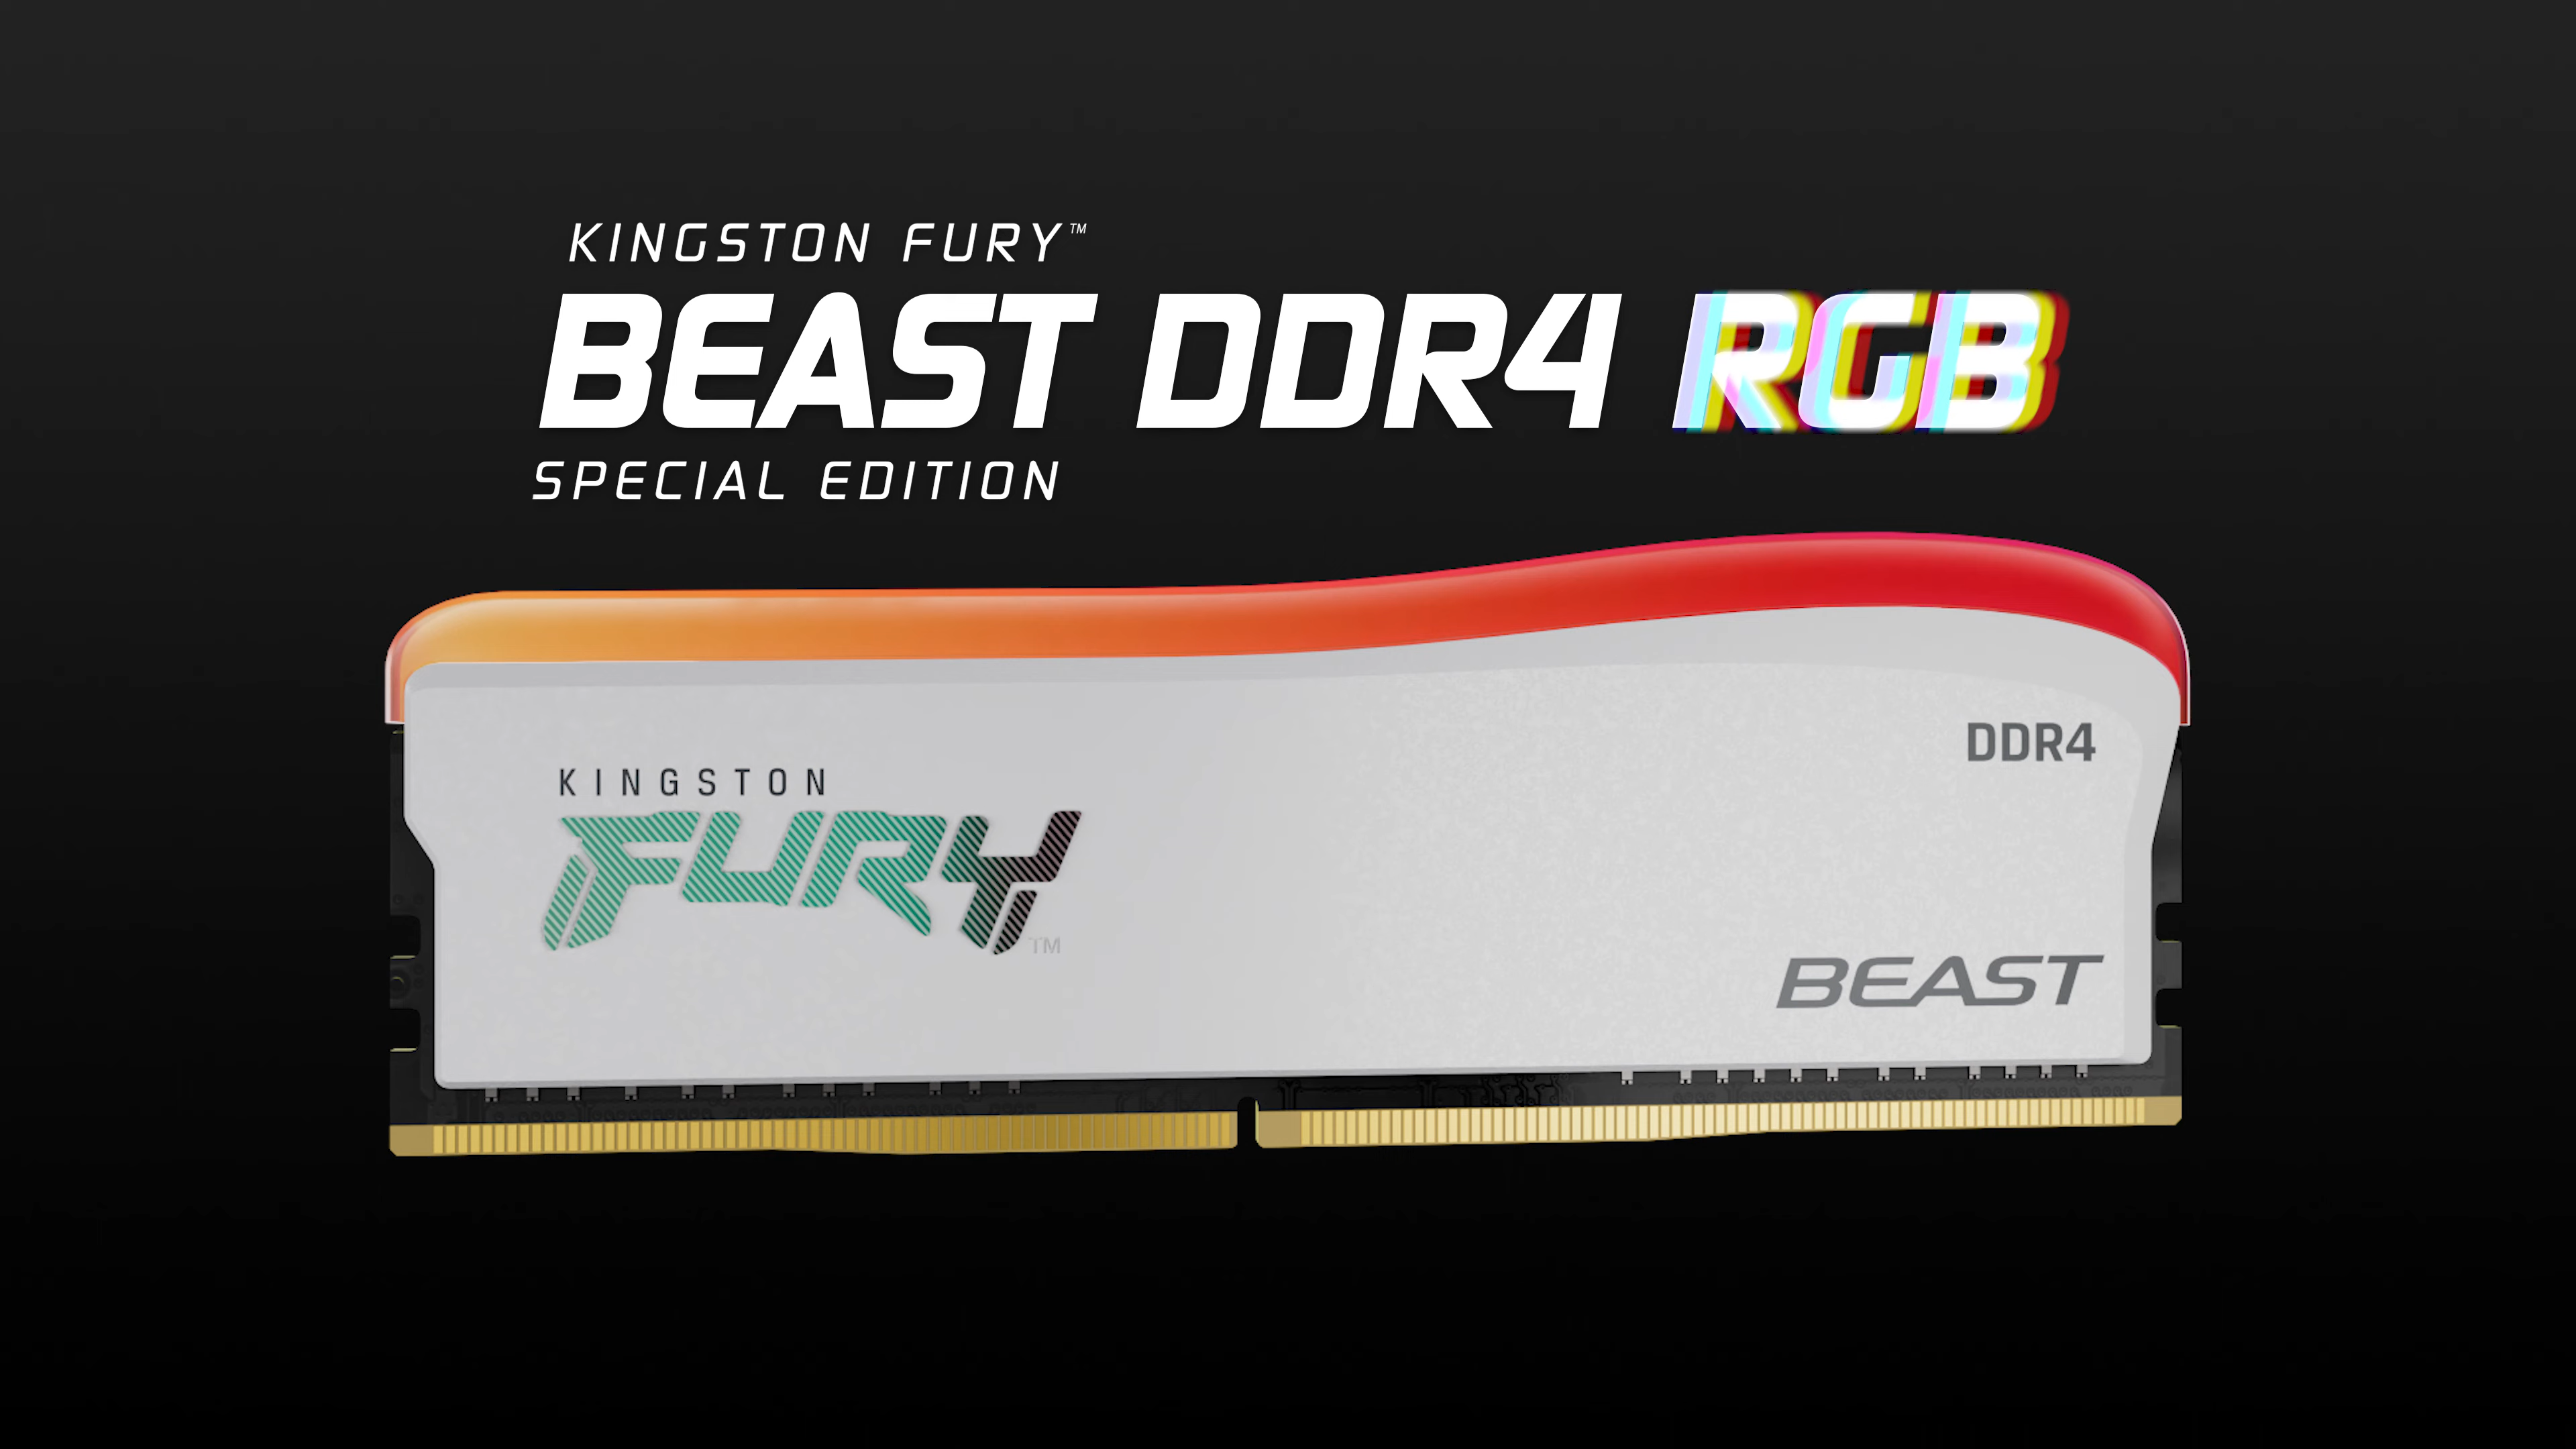 KINGSTON FURY™
BEAST DDR4 RGB
SPECIAL EDITION
DDR4
KINGSTON
FURY™
BEAST